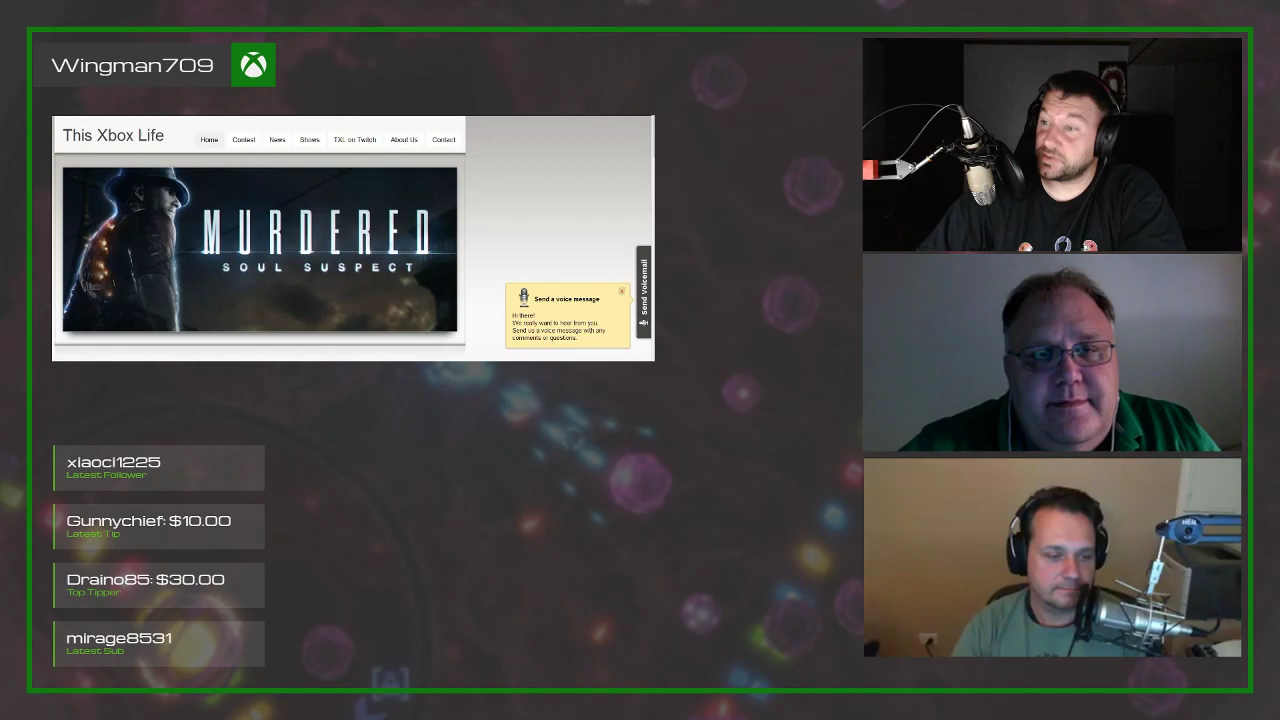 Wingman709
This Xbox Life
Home Contest News Shows TXL on Twitch About Us Contact
MURDERED
SOUL SUSPECT
Send a voice message
x
Hi there!
We really want to hear from you.
Send us a voice message with any
comments or questions.
Send Voicemail
xiaoci1225
Latest Follower
Gunnychief: $10.00
Latest Tip
Draino85: $30.00
Top Tipper
mirage8531
Latest Sub
HEIL